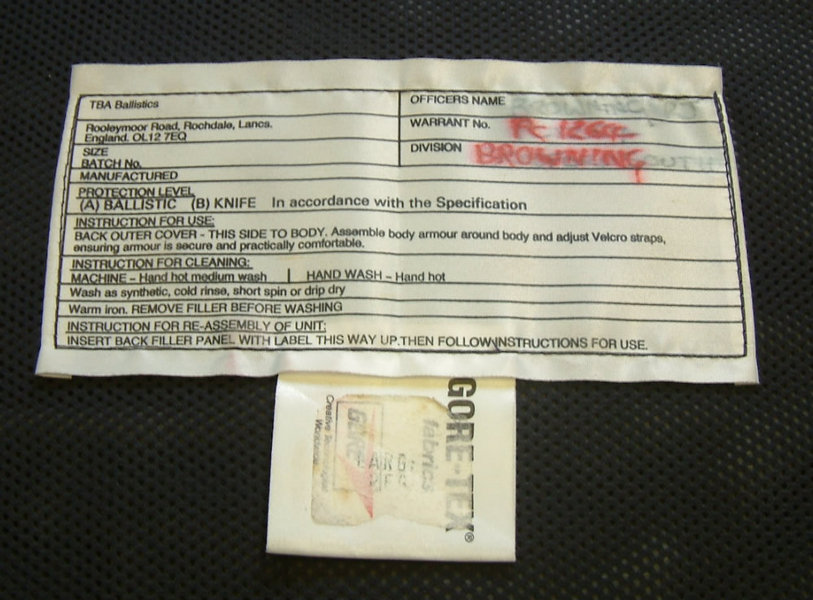 TBA Ballistics
Rooleymoor Road, Rochdale, Lancs.
England. OL12 7EQ
SIZE
BATCH No.
OFFICERS NAME
WARRANT No. PC
DIVISION BROWNING
MANUFACTURED
PROTECTION LEVEL
(A) BALLISTIC (B) KNIFE In accordance with the Specification
INSTRUCTION FOR USE:
BACK OUTER COVER - THIS SIDE TO BODY. Assemble body armour around body and adjust Velcro straps,
ensuring armour is secure and practically comfortable.
INSTRUCTION FOR CLEANING:
MACHINE - Hand hot medium wash | HAND WASH - Hand hot
Wash as synthetic, cold rinse, short spin or drip dry
Warm iron. REMOVE FILLER BEFORE WASHING
INSTRUCTION FOR RE-ASSEMBLY OF UNIT:
INSERT BACK FILLER PANEL WITH LABEL THIS WAY UP.THEN FOLLOW INSTRUCTIONS FOR USE.
GORE-TEX®
fabrics
GORE
Creative Technologies
Worldwide